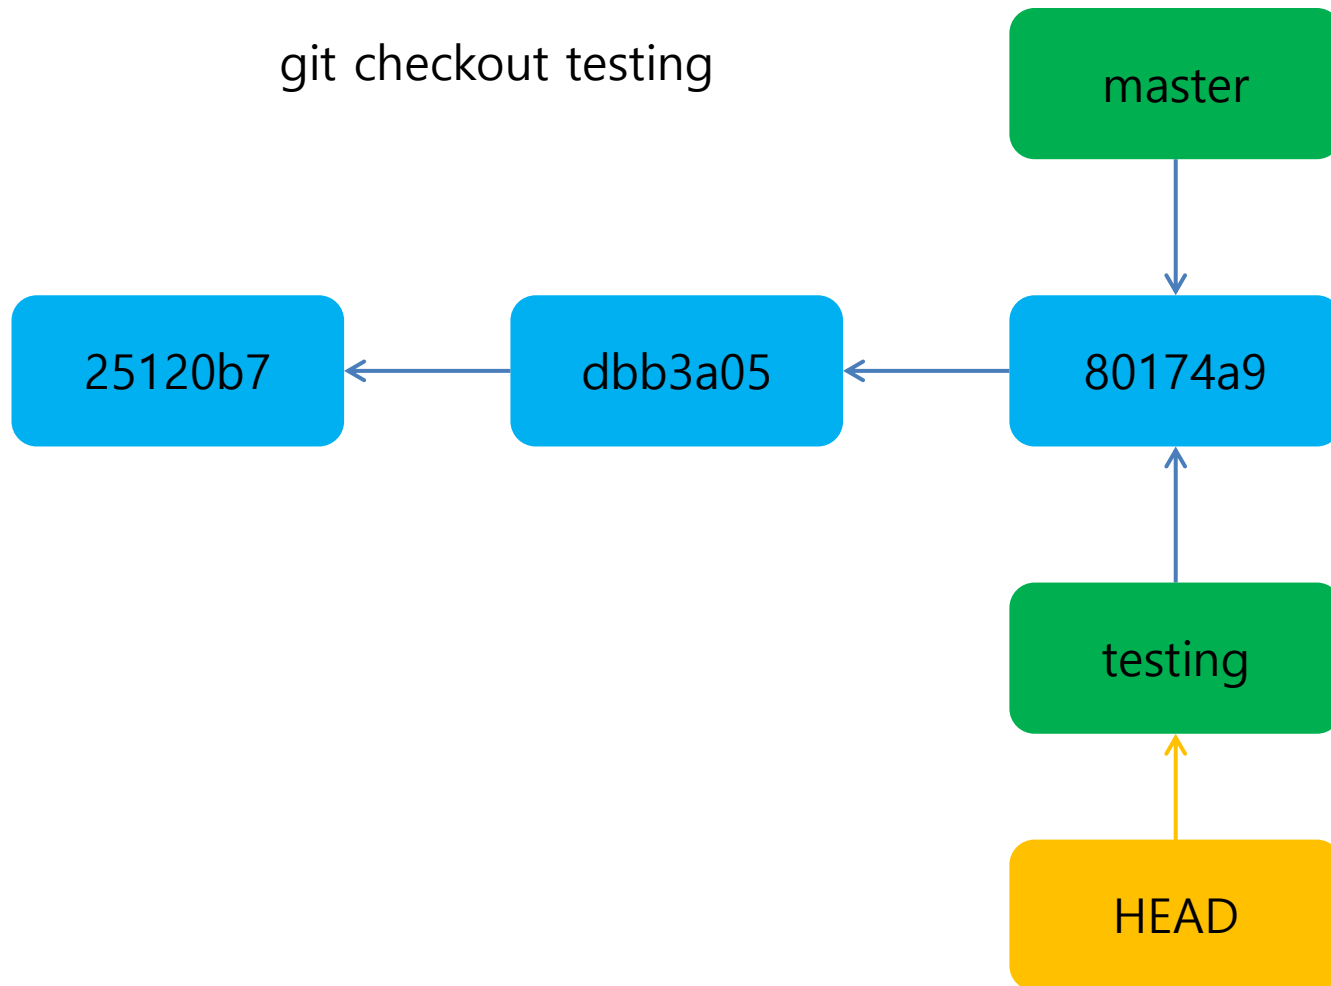 git checkout testing
master
25120b7
dbb3a05
80174a9
testing
HEAD